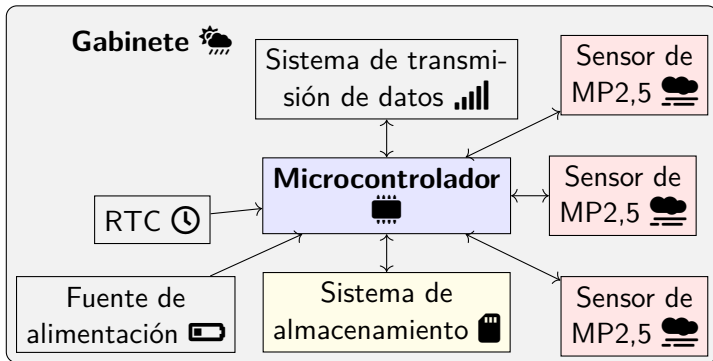 Gabinete
Sistema de transmi-
sión de datos
Sensor de
MP2,5
Microcontrolador
Sensor de
MP2,5
RTC
Fuente de
alimentación
Sistema de
almacenamiento
Sensor de
MP2,5